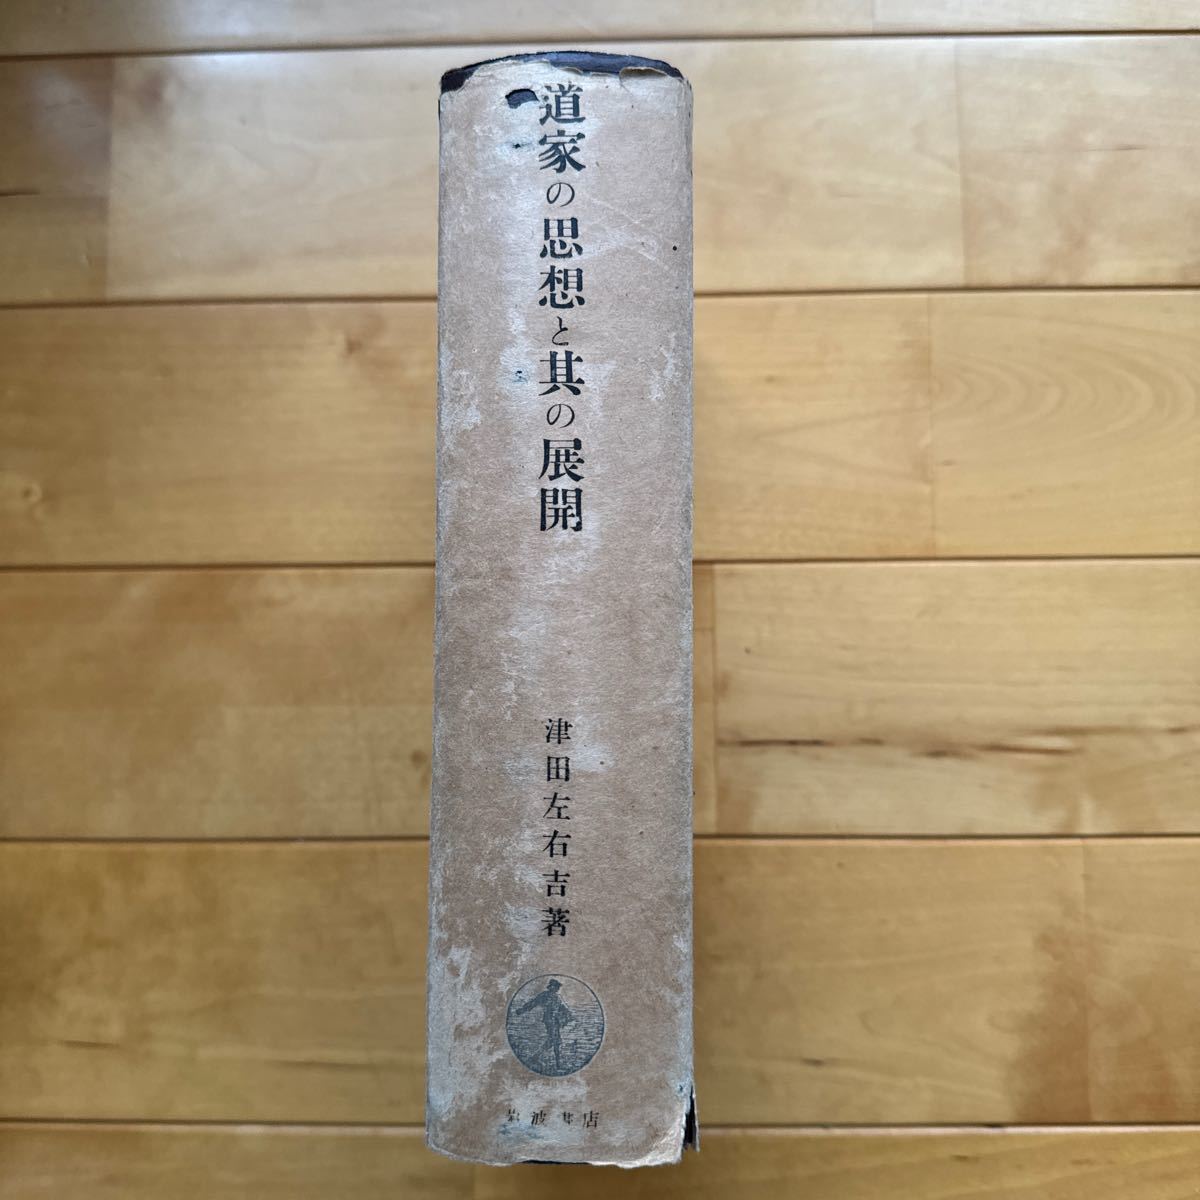 道家の思想と其の展開
津田左右吉著
岩波書店